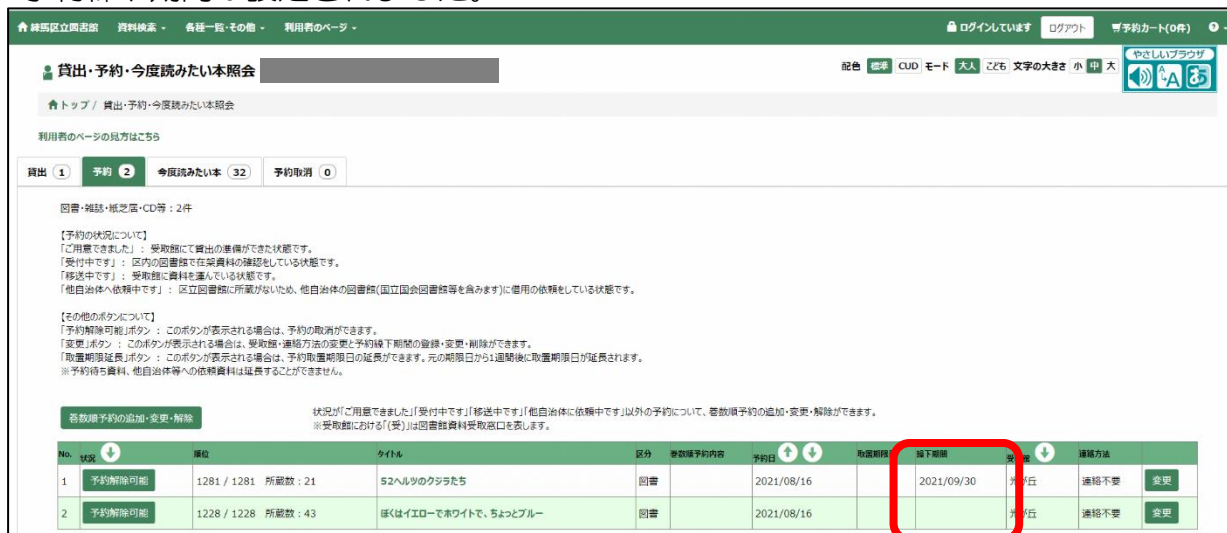 練馬区立図書館 資料検索 各種一覧・その他 利用者のページ ログインしています ログアウト 予約カート(0件)
貸出・予約・今度読みたい本照会 配色 標準 CUD モード 大人 こども 文字の大きさ 小 中 大 やさしいブラウザ
A あ
トップ / 貸出・予約・今度読みたい本照会
利用者のページの見方はこちら
貸出 1 予約 2 今度読みたい本 32 予約取消 0
図書・雑誌・紙芝居・CD等:2件
【予約の状況について】
「ご用意できました」: 受取館にて貸出の準備ができた状態です。
「受付中です」: 区内の図書館で在架資料の確認をしている状態です。
「移送中です」: 受取館に資料を運んでいる状態です。
「他自治体へ依頼中です」: 区立図書館に所蔵がないため、他自治体の図書館(国立国会図書館等を含みます)に借用の依頼をしている状態です。
【その他のボタンについて】
「予約解除可能」ボタン : このボタンが表示される場合は、予約の取消ができます。
「変更」ボタン : このボタンが表示される場合は、受取館・連絡方法の変更と予約繰下期間の登録・変更・削除ができます。
「取置期限延長」ボタン : このボタンが表示される場合は、予約取置期限日の延長ができます。元の期限日から1週間後に取置期限日が延長されます。
※予約待ち資料、他自治体等への依頼資料は延長することができません。
巻数順予約の追加・変更・解除 状況が「ご用意できました」「受付中です」「移送中です」「他自治体に依頼中です」以外の予約について、巻数順予約の追加・変更・解除ができます。
※受取館における「(受)」は図書館資料受取窓口を表します。
No. 状況 順位 タイトル 区分 巻数順予約内容 予約日 取置期限 繰下期間 連絡方法
1 予約解除可能 1281 / 1281 所蔵数:21 52ヘルツのクジラたち 図書 2021/08/16 2021/09/30 光が丘 連絡不要 変更
2 予約解除可能 1228 / 1228 所蔵数:43 ぼくはイエローでホワイトで、ちょっとブルー 図書 2021/08/16 光が丘 連絡不要 変更